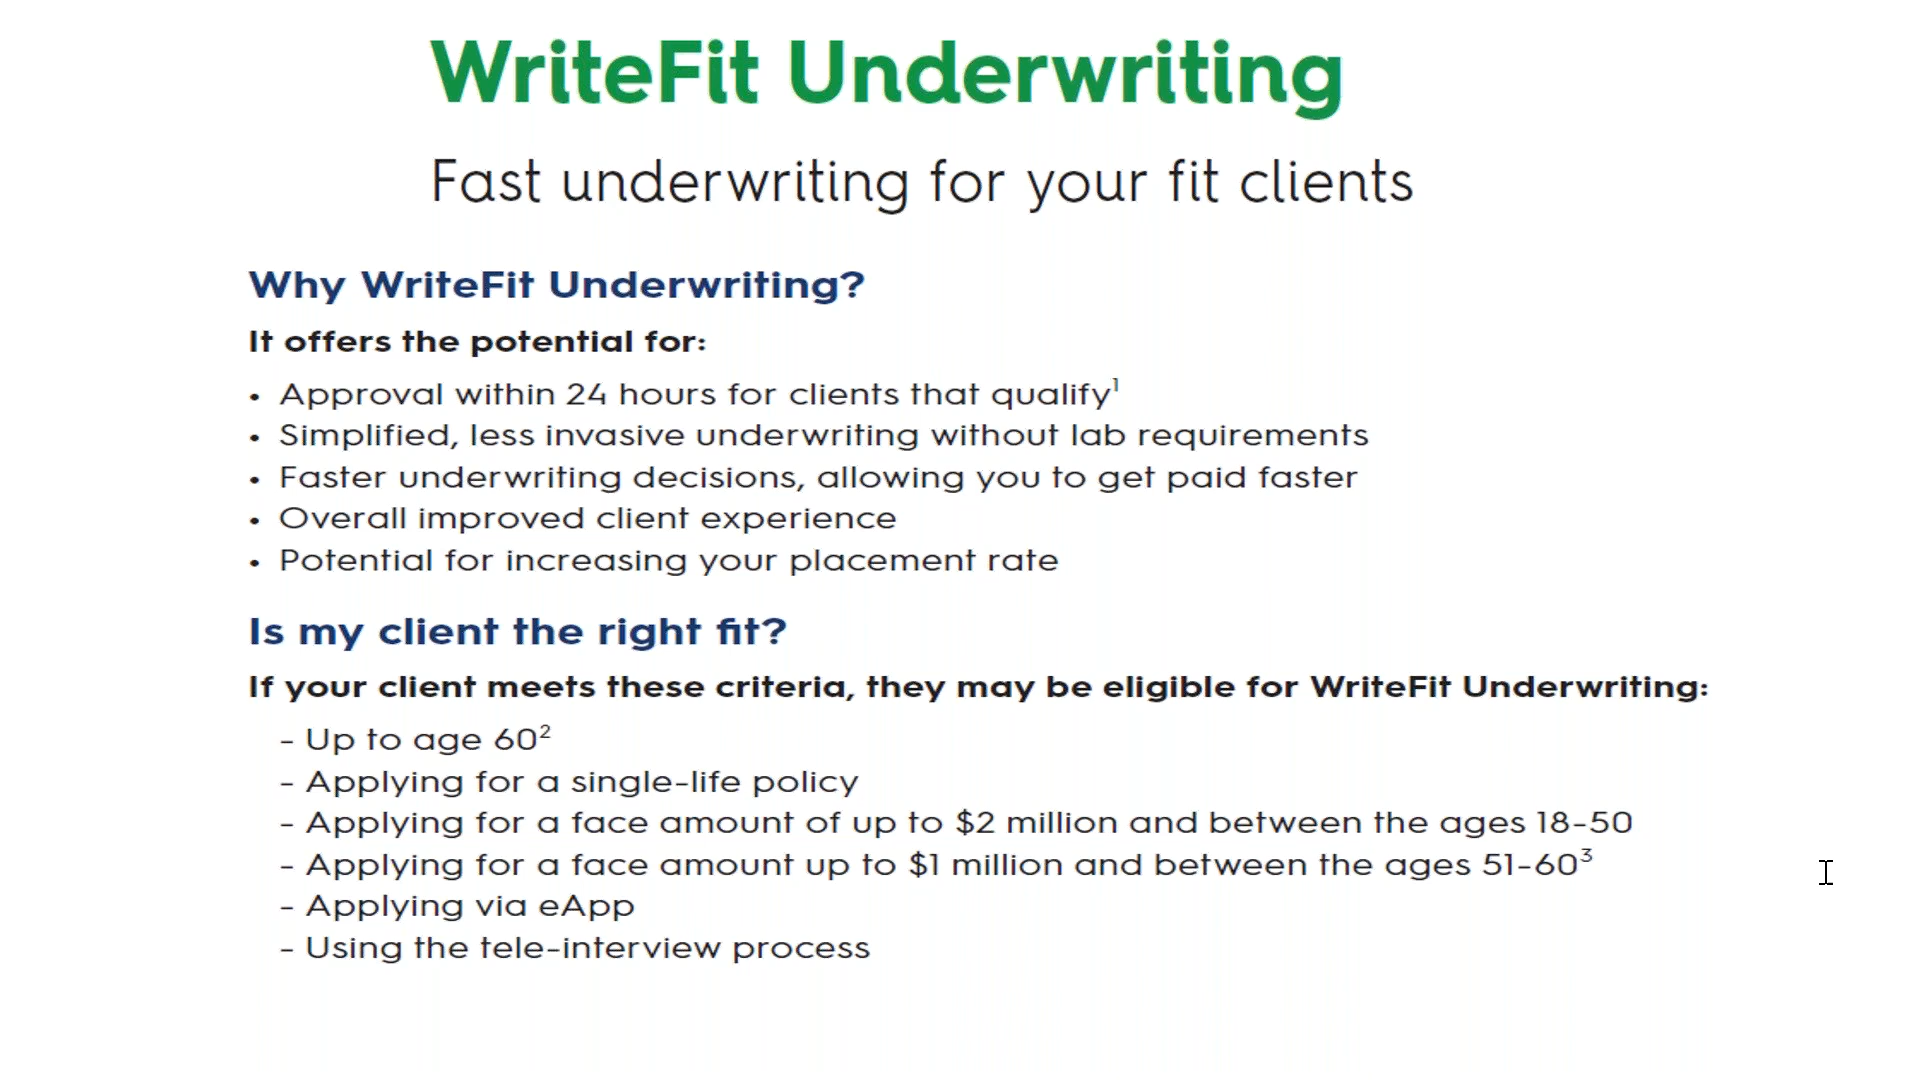 WriteFit Underwriting
Fast underwriting for your fit clients
Why WriteFit Underwriting?
It offers the potential for:
• Approval within 24 hours for clients that qualify¹
• Simplified, less invasive underwriting without lab requirements
• Faster underwriting decisions, allowing you to get paid faster
• Overall improved client experience
• Potential for increasing your placement rate
Is my client the right fit?
If your client meets these criteria, they may be eligible for WriteFit Underwriting:
- Up to age 60²
- Applying for a single-life policy
- Applying for a face amount of up to $2 million and between the ages 18-50
- Applying for a face amount up to $1 million and between the ages 51-60³
- Applying via eApp
- Using the tele-interview process